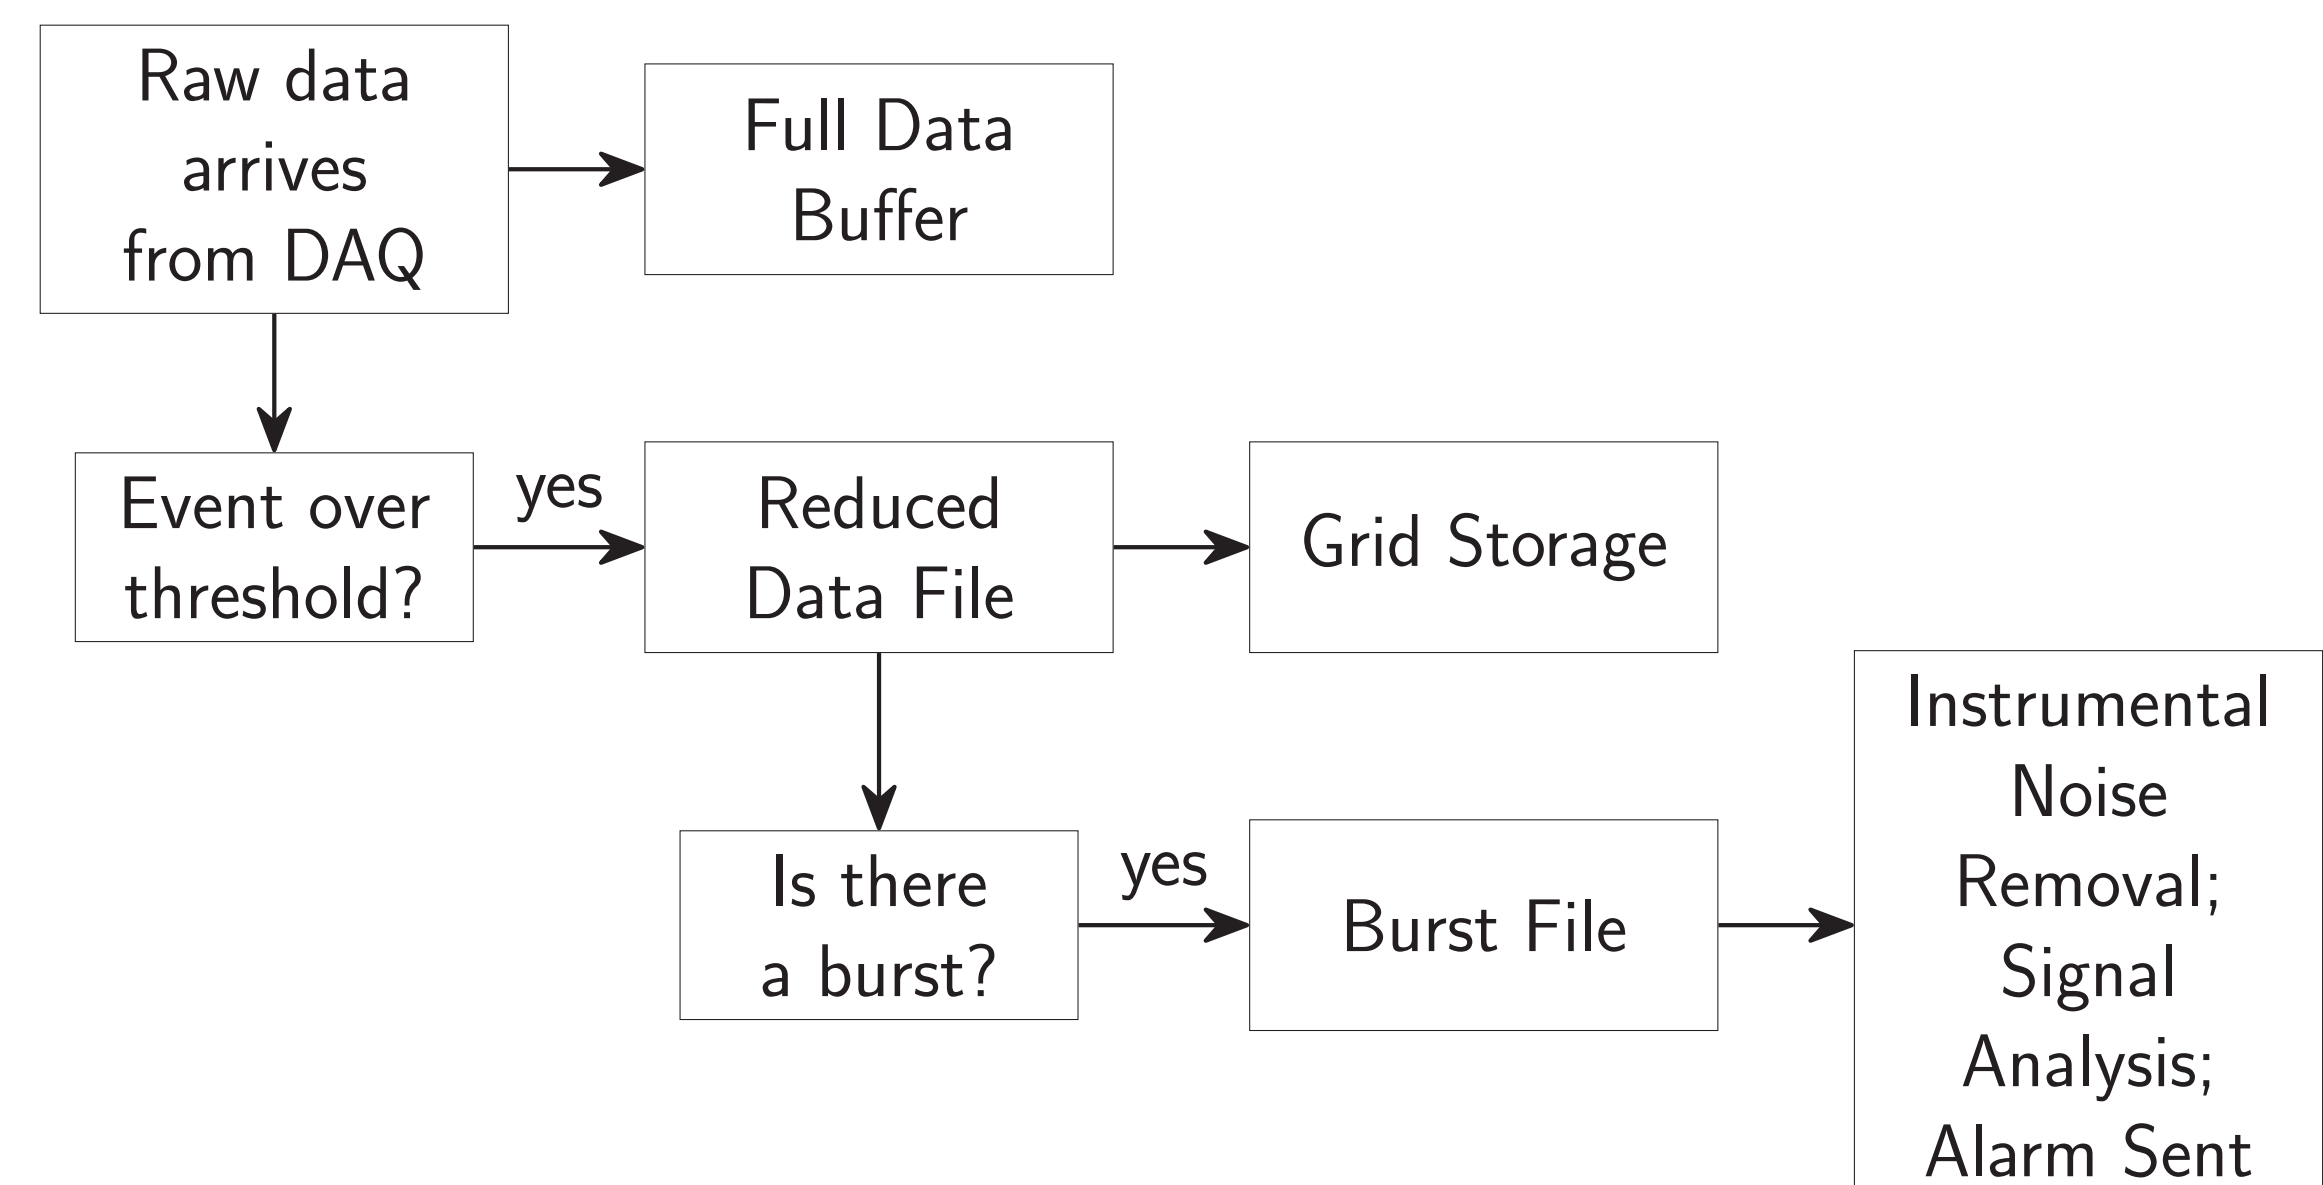 Raw data
arrives
from DAQ
Full Data
Buffer
Event over
threshold?
yes
Reduced
Data File
Grid Storage
Is there
a burst?
yes
Burst File
Instrumental
Noise
Removal;
Signal
Analysis;
Alarm Sent